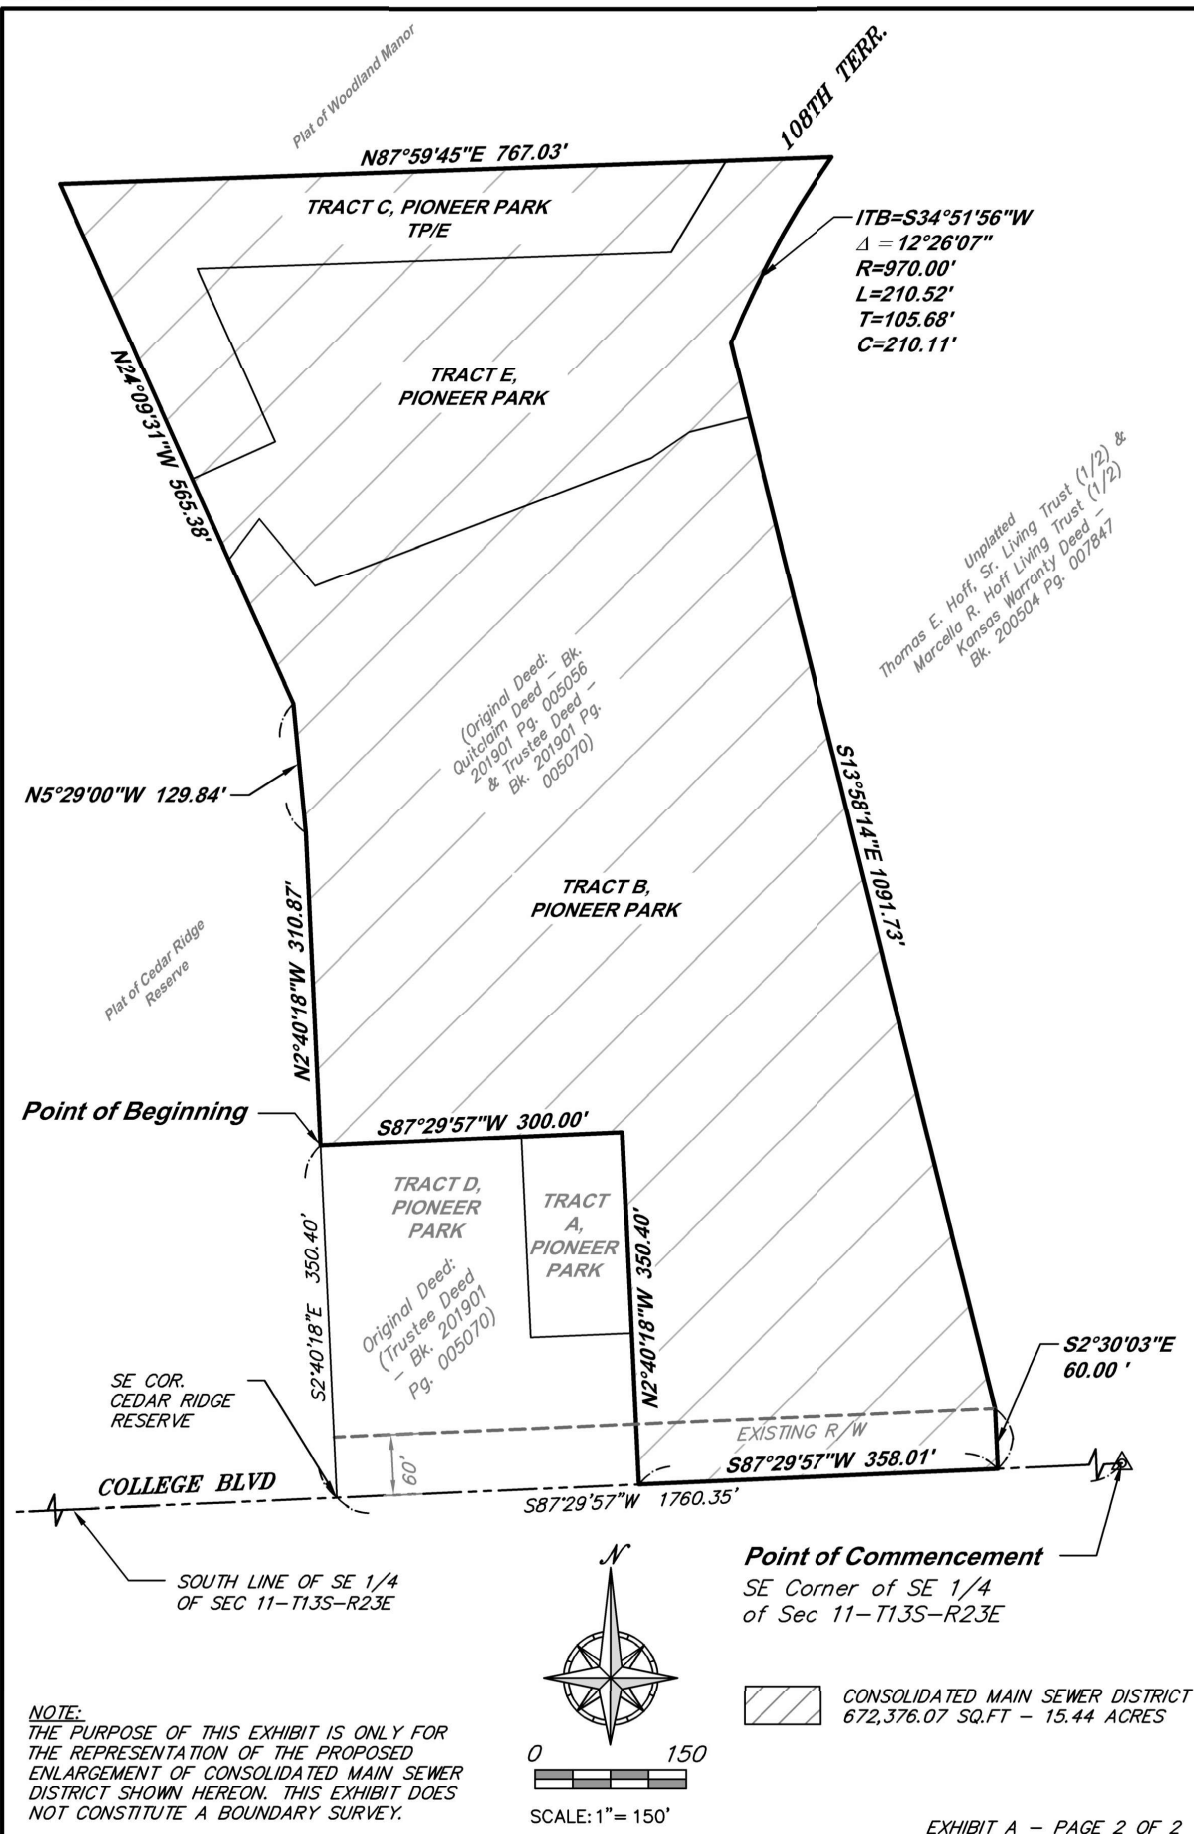 Plat of Woodland Manor
108TH TERR.
N87°59'45"E 767.03'
TRACT C, PIONEER PARK
TP/E
ITB=S34°51'56"W
Δ = 12°26'07"
R=970.00'
L=210.52'
T=105.68'
C=210.11'
N24°09'31"W 565.38'
TRACT E,
PIONEER PARK
Unplatted
Thomas E. Hoff, Sr. Living Trust (1/2) &
Marcella R. Hoff Living Trust (1/2)
Kansas Warranty Deed –
Bk. 200504 Pg. 007847
(Original Deed:
Quitclaim Deed – Bk.
201901 Pg. 005056
& Trustee Deed –
Bk. 201901 Pg.
005070)
N5°29'00"W 129.84'
S13°58'14"E 1091.73'
TRACT B,
PIONEER PARK
N2°40'18"W 310.87'
Plat of Cedar Ridge
Reserve
Point of Beginning
S87°29'57"W 300.00'
TRACT D,
PIONEER
PARK
TRACT
A,
PIONEER
PARK
S2°40'18"E 350.40'
Original Deed:
(Trustee Deed
– Bk. 201901
Pg. 005070)
N2°40'18"W 350.40'
S2°30'03"E
60.00 '
SE COR.
CEDAR RIDGE
RESERVE
EXISTING R/W
60'
S87°29'57"W 358.01'
COLLEGE BLVD
S87°29'57"W 1760.35'
Point of Commencement
SE Corner of SE 1/4
of Sec 11–T13S–R23E
SOUTH LINE OF SE 1/4
OF SEC 11–T13S–R23E
N
CONSOLIDATED MAIN SEWER DISTRICT
672,376.07 SQ.FT – 15.44 ACRES
NOTE:
THE PURPOSE OF THIS EXHIBIT IS ONLY FOR
THE REPRESENTATION OF THE PROPOSED
ENLARGEMENT OF CONSOLIDATED MAIN SEWER
DISTRICT SHOWN HEREON. THIS EXHIBIT DOES
NOT CONSTITUTE A BOUNDARY SURVEY.
0 150
SCALE: 1"= 150'
EXHIBIT A – PAGE 2 OF 2